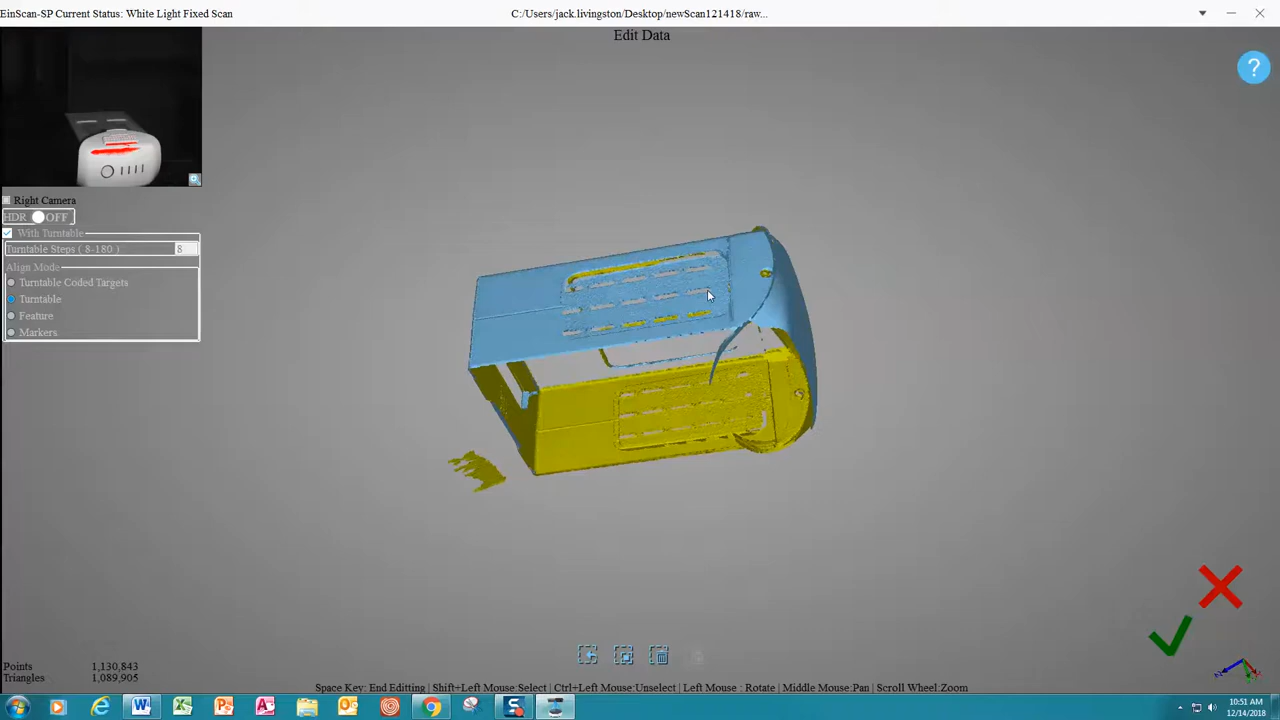 EinScan-SP Current Status: White Light Fixed Scan
C:/Users/jack.livingston/Desktop/newScan121418/raw...
Edit Data
?
Right Camera
HDR OFF
With Turntable
Turntable Steps ( 8-180 ) 8
Align Mode
Turntable Coded Targets
Turntable
Feature
Markers
Points 1,130,843
Triangles 1,089,905
Space Key: End Editing | Shift+Left Mouse:Select | Ctrl+Left Mouse:Unselect | Left Mouse : Rotate | Middle Mouse:Pan | Scroll Wheel:Zoom
10:51 AM
12/14/2018